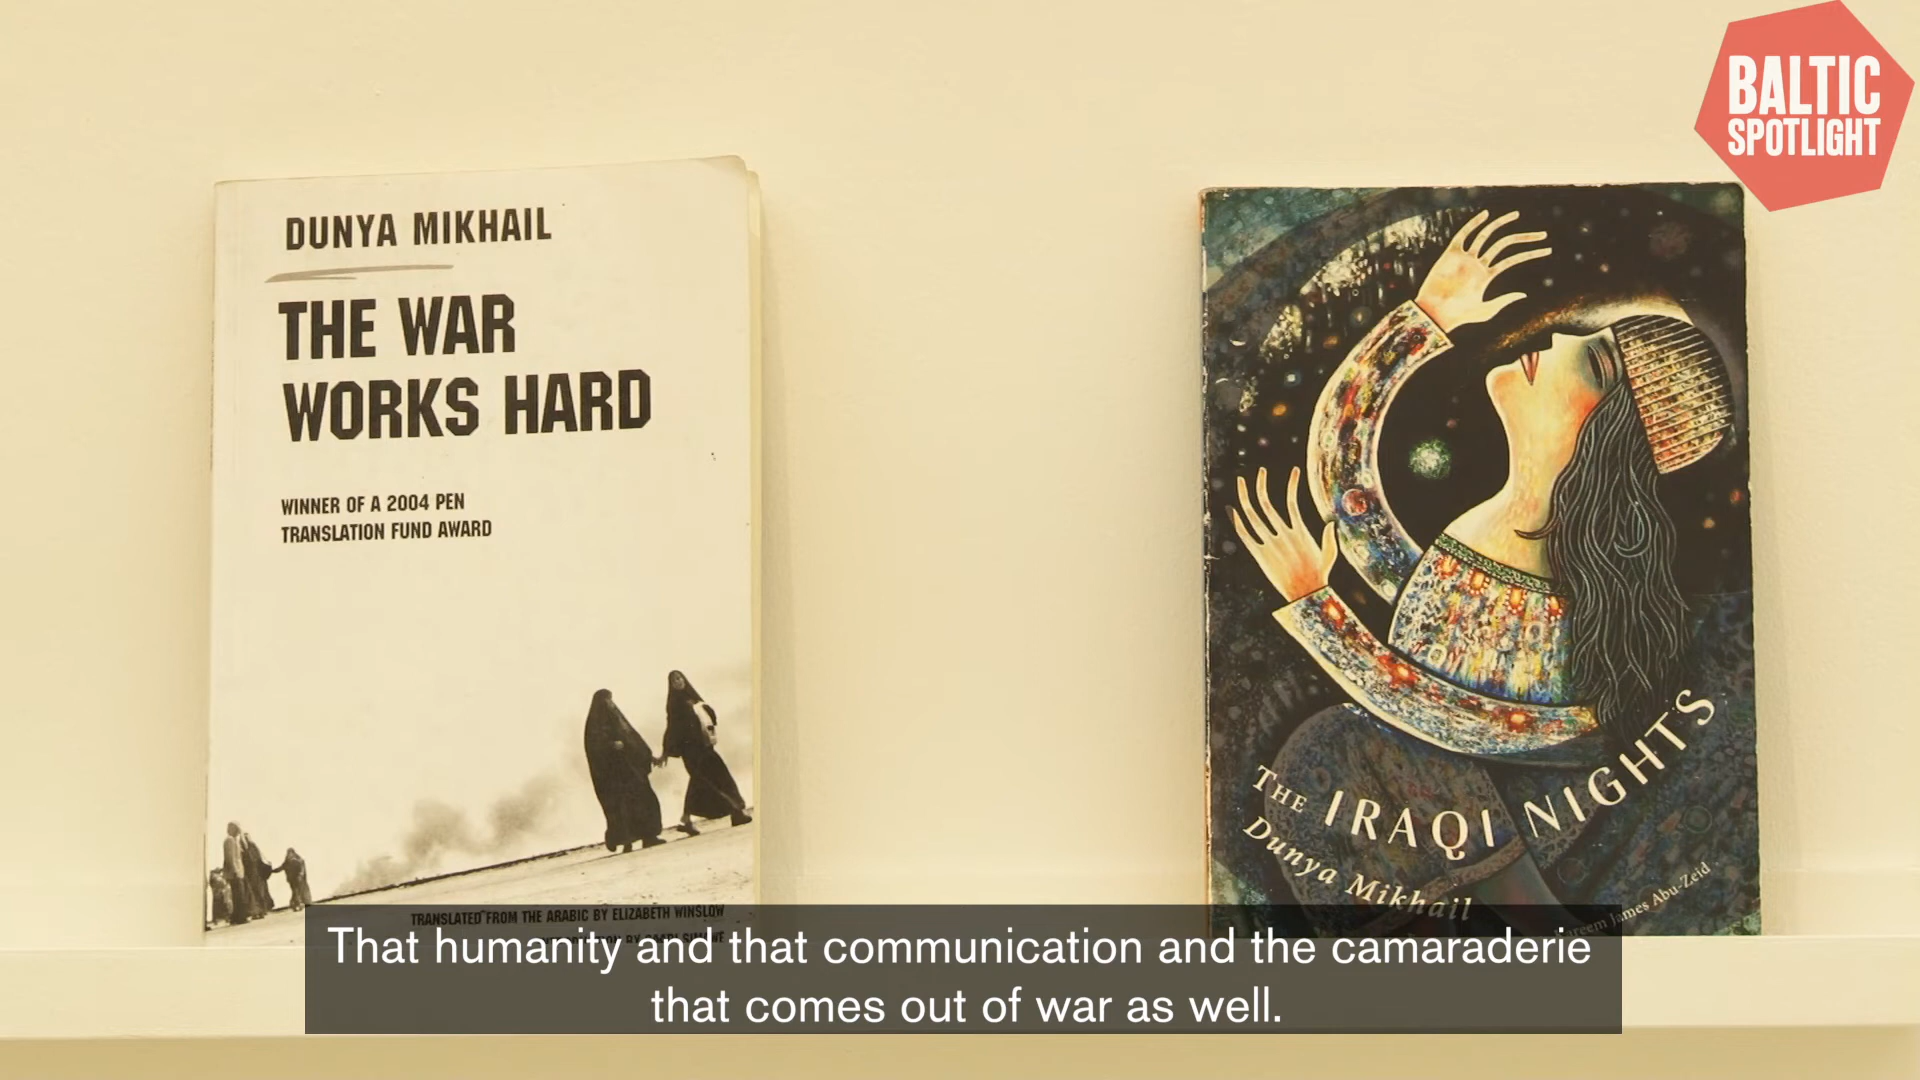 BALTIC
SPOTLIGHT
DUNYA MIKHAIL
THE WAR
WORKS HARD
WINNER OF A 2004 PEN
TRANSLATION FUND AWARD
TRANSLATED FROM THE ARABIC BY ELIZABETH WINSLOW
THE IRAQI NIGHTS
Dunya Mikhail
Kareem James Abu-Zeid
That humanity and that communication and the camaraderie
that comes out of war as well.